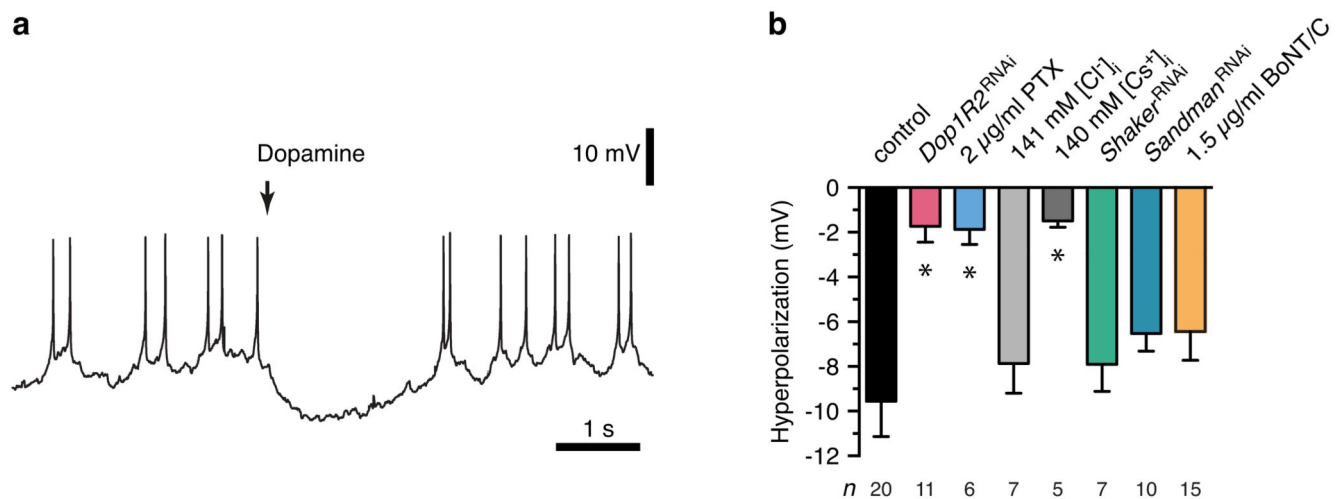 a
Dopamine
10 mV
1 s
b
control
Dop1R2RNAi
2 µg/ml PTX
141 mM [Cl-]i
140 mM [Cs+]i
ShakerRNAi
SandmanRNAi
1.5 µg/ml BoNT/C
Hyperpolarization (mV)
0
-2
-4
-6
-8
-10
-12
* * *
n 20 11 6 7 5 7 10 15